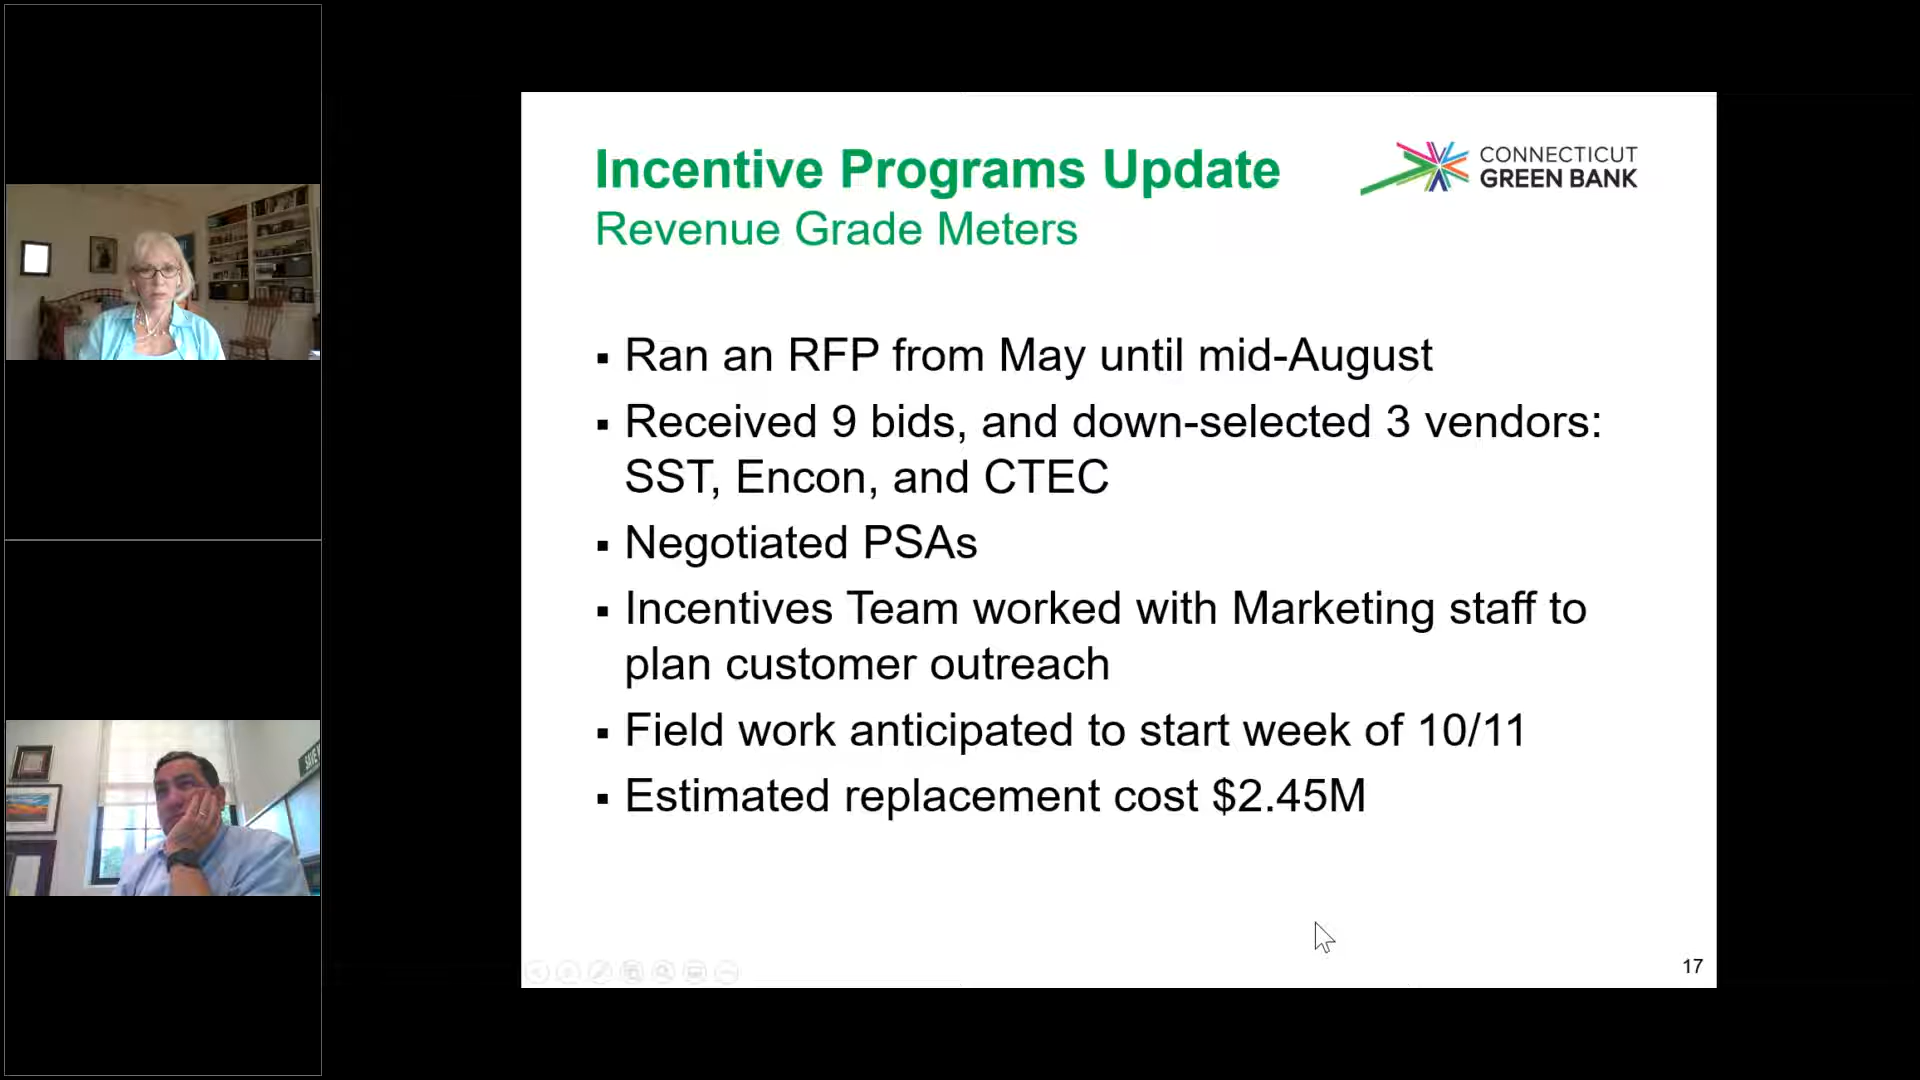 Incentive Programs Update
Revenue Grade Meters
CONNECTICUT
GREEN BANK
▪ Ran an RFP from May until mid-August
▪ Received 9 bids, and down-selected 3 vendors:
SST, Encon, and CTEC
▪ Negotiated PSAs
▪ Incentives Team worked with Marketing staff to
plan customer outreach
▪ Field work anticipated to start week of 10/11
▪ Estimated replacement cost $2.45M
17